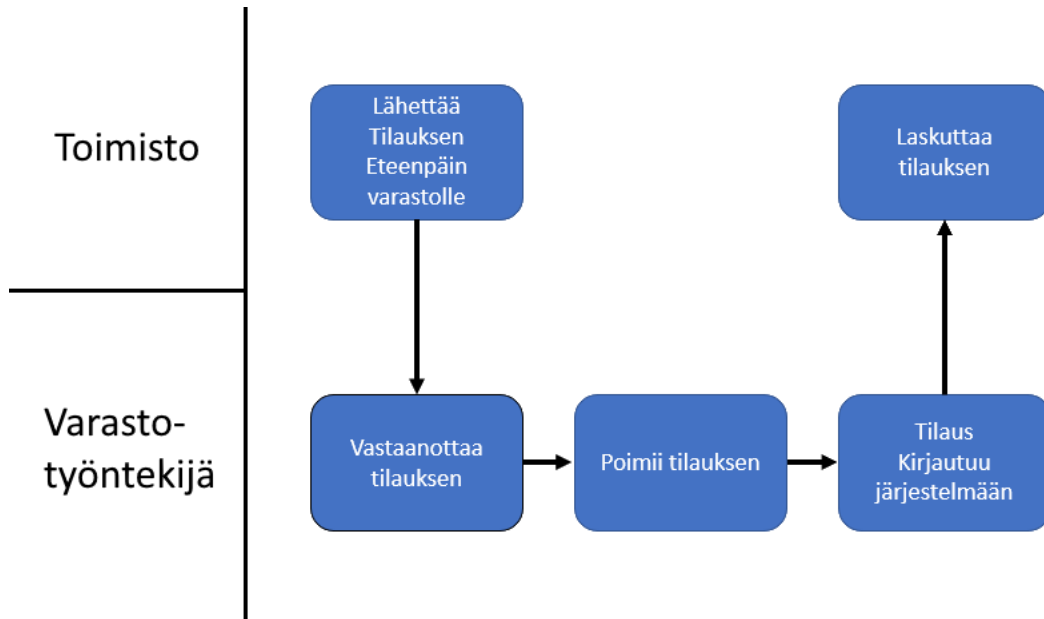 Toimisto
Lähettää
Tilauksen
Eteenpäin
varastolle
Laskuttaa
tilauksen
Varasto-
työntekijä
Vastaanottaa
tilauksen
Poimii tilauksen
Tilaus
Kirjautuu
järjestelmään